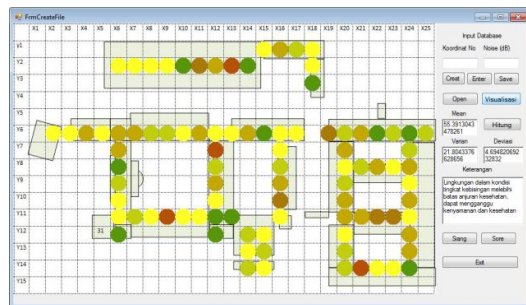 FrmCreateFile
X1 X2 X3 X4 X5 X6 X7 X8 X9 X10 X11 X12 X13 X14 X15 X16 X17 X18 X19 X20 X21 X22 X23 X24 X25
y1
Y2
Y3
Y4
Y5
Y6
Y7
Y8
Y9
Y10
Y11
Y12
Y13
Y14
Y15
31
Input Database
Koordinat No Noise (dB)
Creat Enter Save
Open Visualisasi
Mean
55.3913043
478261
Hitung
Varian Deviasi
21.8043376
628656
4.694820692
32832
Keterangan
Lingkungan dalam kondisi
tingkat kebisingan melebihi
batas anjuran kesehatan,
dapat mengganggu
kenyamanan dan kesehatan
Siang Sore
Exit